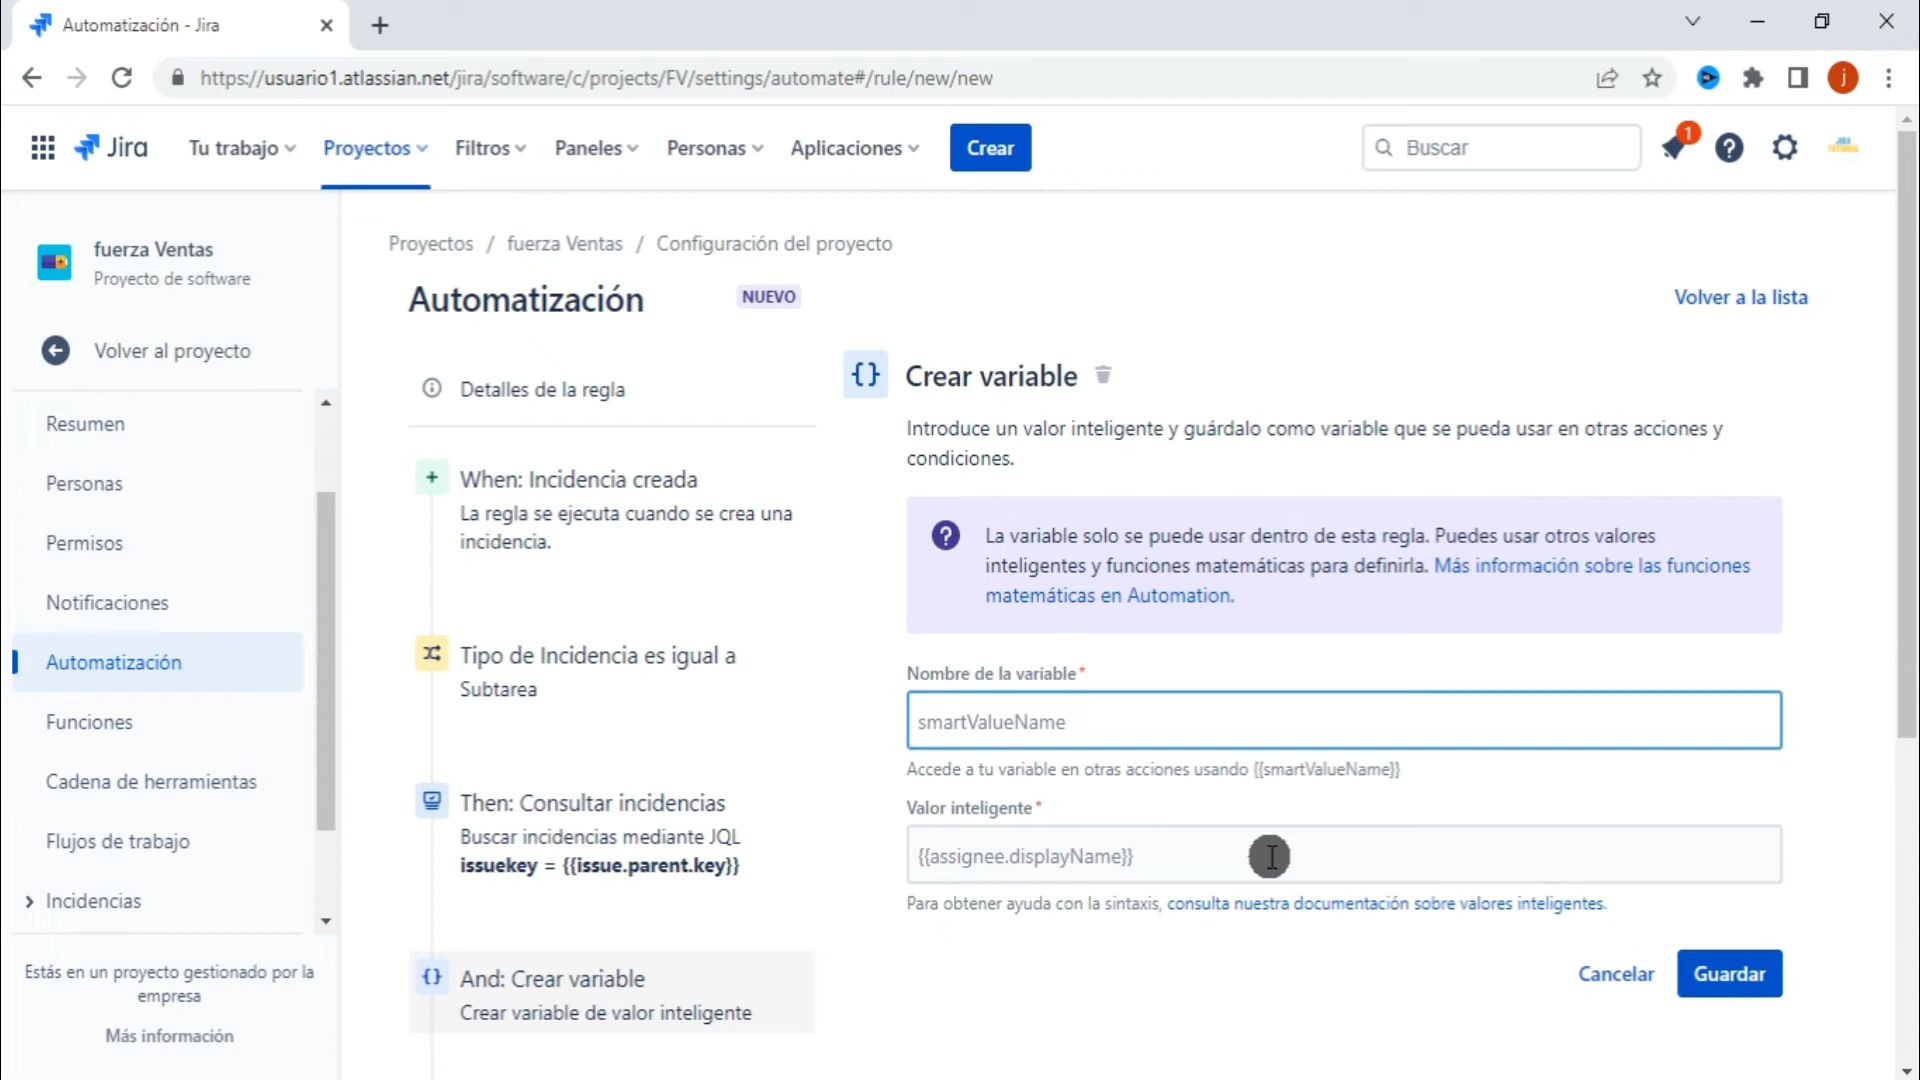 Automatización - Jira
https://usuario1.atlassian.net/jira/software/c/projects/FV/settings/automate#/rule/new/new
j
Jira
Tu trabajo
Proyectos
Filtros
Paneles
Personas
Aplicaciones
Crear
Buscar
1
fuerza Ventas
Proyecto de software
Volver al proyecto
Resumen
Personas
Permisos
Notificaciones
Automatización
Funciones
Cadena de herramientas
Flujos de trabajo
Incidencias
Estás en un proyecto gestionado por la
empresa
Más información
Proyectos / fuerza Ventas / Configuración del proyecto
Automatización
NUEVO
Volver a la lista
Detalles de la regla
When: Incidencia creada
La regla se ejecuta cuando se crea una
incidencia.
Tipo de Incidencia es igual a
Subtarea
Then: Consultar incidencias
Buscar incidencias mediante JQL
issuekey = {{issue.parent.key}}
And: Crear variable
Crear variable de valor inteligente
{} Crear variable
Introduce un valor inteligente y guárdalo como variable que se pueda usar en otras acciones y
condiciones.
La variable solo se puede usar dentro de esta regla. Puedes usar otros valores
inteligentes y funciones matemáticas para definirla. Más información sobre las funciones
matemáticas en Automation.
Nombre de la variable*
smartValueName
Accede a tu variable en otras acciones usando {{smartValueName}}
Valor inteligente*
{{assignee.displayName}}
Para obtener ayuda con la sintaxis, consulta nuestra documentación sobre valores inteligentes.
Cancelar
Guardar